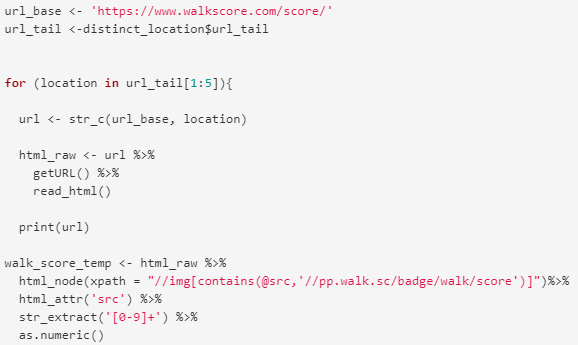 url_base <- 'https://www.walkscore.com/score/'
url_tail <-distinct_location$url_tail
for (location in url_tail[1:5]){
url <- str_c(url_base, location)
html_raw <- url %>%
getURL() %>%
read_html()
print(url)
walk_score_temp <- html_raw %>%
html_node(xpath = "//img[contains(@src,'//pp.walk.sc/badge/walk/score')]")%>%
html_attr('src') %>%
str_extract('[0-9]+') %>%
as.numeric()